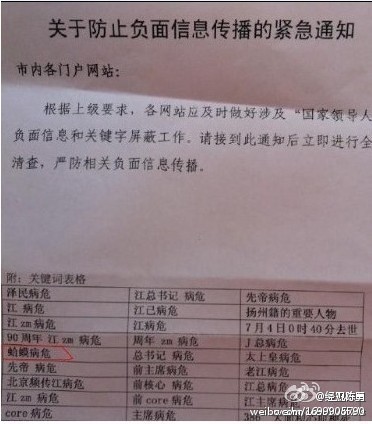 关于防止负面信息传播的紧急通知
市内各门户网站:
根据上级要求,各网站应及时做好涉及“国家领导人
负面信息和关键字屏蔽工作。请接到此通知后立即进行全
清查,严防相关负面信息传播。
附:关键词表格
泽民病危 江总书记 病危 先帝病危
江 病危 江已病危 扬州籍的重要人物
江 zm 病危 江病危 7月4日0时40分去世
90周年 江 zm 病危 周年 zm 病危 J总病危
蛤蟆病危 总书记 病危 太上皇病危
先帝 病危 前主席病危 老江病危
北京频传江病危 前核心 病危 江总病危
zm 病危 前 core 病危 江主席
core 病危 主席病危
@经观陈勇
weibo.com/1699905790